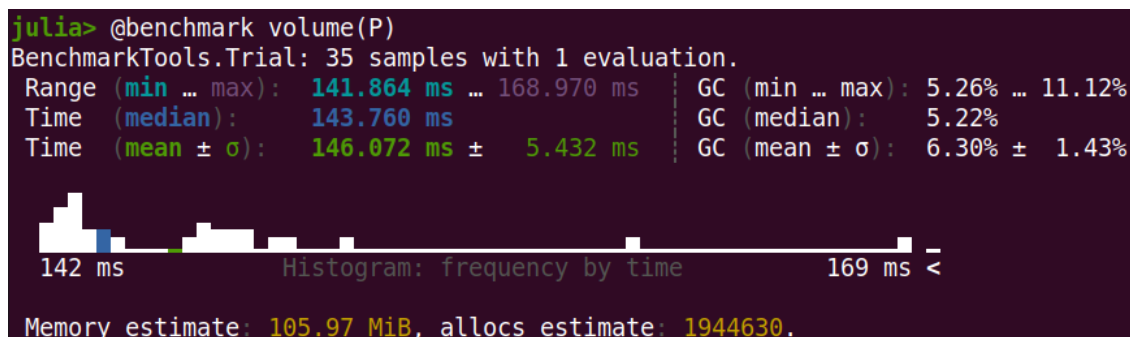 julia> @benchmark volume(P)
BenchmarkTools.Trial: 35 samples with 1 evaluation.
Range (min … max): 141.864 ms … 168.970 ms ┊ GC (min … max): 5.26% … 11.12%
Time (median): 143.760 ms ┊ GC (median): 5.22%
Time (mean ± σ): 146.072 ms ± 5.432 ms ┊ GC (mean ± σ): 6.30% ± 1.43%
142 ms Histogram: frequency by time 169 ms <
Memory estimate: 105.97 MiB, allocs estimate: 1944630.